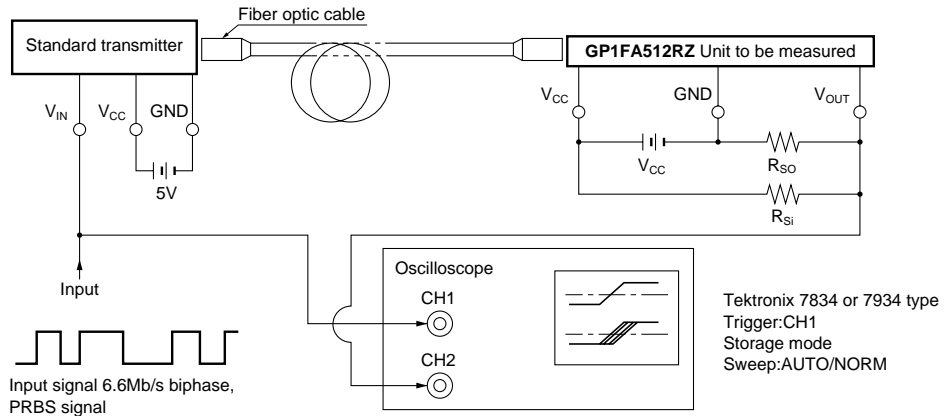 Fiber optic cable
Standard transmitter
GP1FA512RZ Unit to be measured
VIN
VCC
GND
VCC
GND
VOUT
5V
VCC
RSO
RSi
Input
Oscilloscope
CH1
CH2
Tektronix 7834 or 7934 type
Trigger:CH1
Storage mode
Sweep:AUTO/NORM
Input signal 6.6Mb/s biphase,
PRBS signal